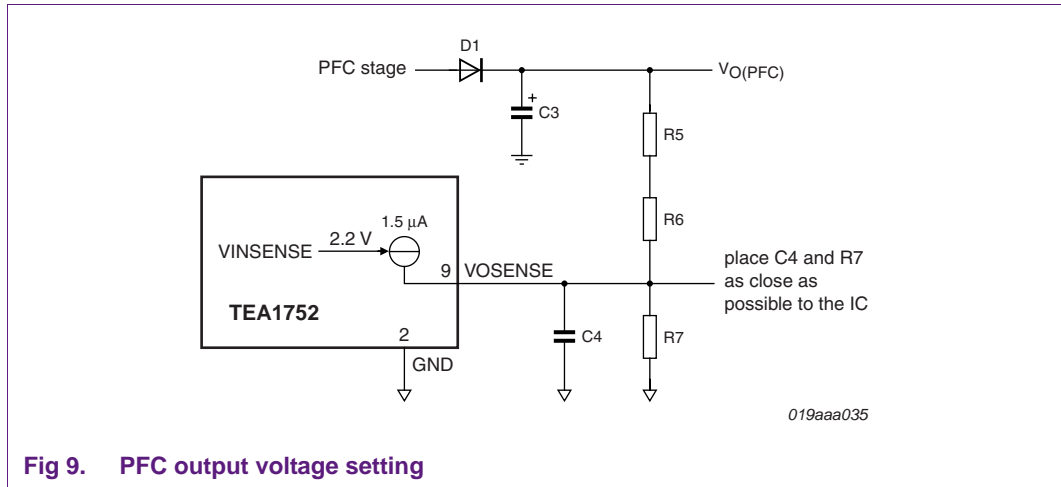 D1
PFC stage
VO(PFC)
+
C3
R5
1.5 μA
R6
VINSENSE
2.2 V
9
VOSENSE
place C4 and R7
as close as
possible to the IC
TEA1752
2
C4
R7
GND
019aaa035
Fig 9. PFC output voltage setting